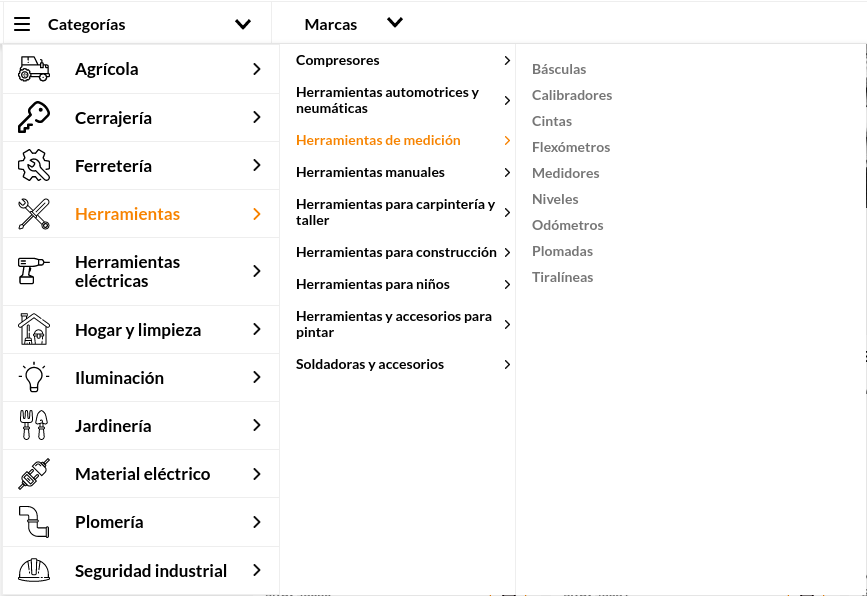 Categorías
Marcas
Agrícola
Cerrajería
Ferretería
Herramientas
Herramientas
eléctricas
Hogar y limpieza
Iluminación
Jardinería
Material eléctrico
Plomería
Seguridad industrial
Compresores
Herramientas automotrices y
neumáticas
Herramientas de medición
Herramientas manuales
Herramientas para carpintería y
taller
Herramientas para construcción
Herramientas para niños
Herramientas y accesorios para
pintar
Soldadoras y accesorios
Básculas
Calibradores
Cintas
Flexómetros
Medidores
Niveles
Odómetros
Plomadas
Tiralíneas